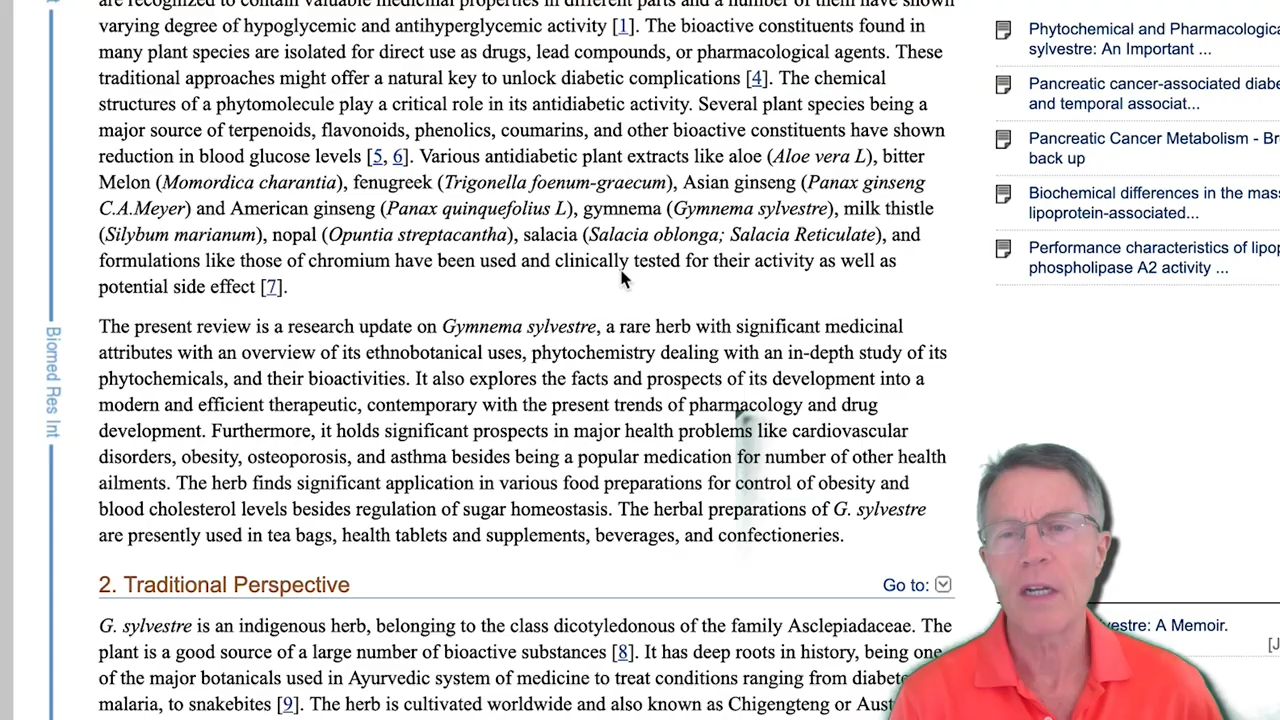 are recognized to contain valuable medicinal properties in different parts and a number of them have shown
varying degree of hypoglycemic and antihyperglycemic activity [1]. The bioactive constituents found in
many plant species are isolated for direct use as drugs, lead compounds, or pharmacological agents. These
traditional approaches might offer a natural key to unlock diabetic complications [4]. The chemical
structures of a phytomolecule play a critical role in its antidiabetic activity. Several plant species being a
major source of terpenoids, flavonoids, phenolics, coumarins, and other bioactive constituents have shown
reduction in blood glucose levels [5, 6]. Various antidiabetic plant extracts like aloe (Aloe vera L), bitter
Melon (Momordica charantia), fenugreek (Trigonella foenum-graecum), Asian ginseng (Panax ginseng
C.A.Meyer) and American ginseng (Panax quinquefolius L), gymnema (Gymnema sylvestre), milk thistle
(Silybum marianum), nopal (Opuntia streptacantha), salacia (Salacia oblonga; Salacia Reticulate), and
formulations like those of chromium have been used and clinically tested for their activity as well as
potential side effect [7].
The present review is a research update on Gymnema sylvestre, a rare herb with significant medicinal
attributes with an overview of its ethnobotanical uses, phytochemistry dealing with an in-depth study of its
phytochemicals, and their bioactivities. It also explores the facts and prospects of its development into a
modern and efficient therapeutic, contemporary with the present trends of pharmacology and drug
development. Furthermore, it holds significant prospects in major health problems like cardiovascular
disorders, obesity, osteoporosis, and asthma besides being a popular medication for number of other health
ailments. The herb finds significant application in various food preparations for control of obesity and
blood cholesterol levels besides regulation of sugar homeostasis. The herbal preparations of G. sylvestre
are presently used in tea bags, health tablets and supplements, beverages, and confectioneries.
2. Traditional Perspective Go to:
G. sylvestre is an indigenous herb, belonging to the class dicotyledonous of the family Asclepiadaceae. The
plant is a good source of a large number of bioactive substances [8]. It has deep roots in history, being one
of the major botanicals used in Ayurvedic system of medicine to treat conditions ranging from diabete
malaria, to snakebites [9]. The herb is cultivated worldwide and also known as Chigengteng or Aust
Biomed Res Int
Phytochemical and Pharmacologica
sylvestre: An Important ...
Pancreatic cancer-associated diabe
and temporal associat...
Pancreatic Cancer Metabolism - Bre
back up
Biochemical differences in the mass
lipoprotein-associated...
Performance characteristics of lipop
phospholipase A2 activity ...
vestre: A Memoir.
[J